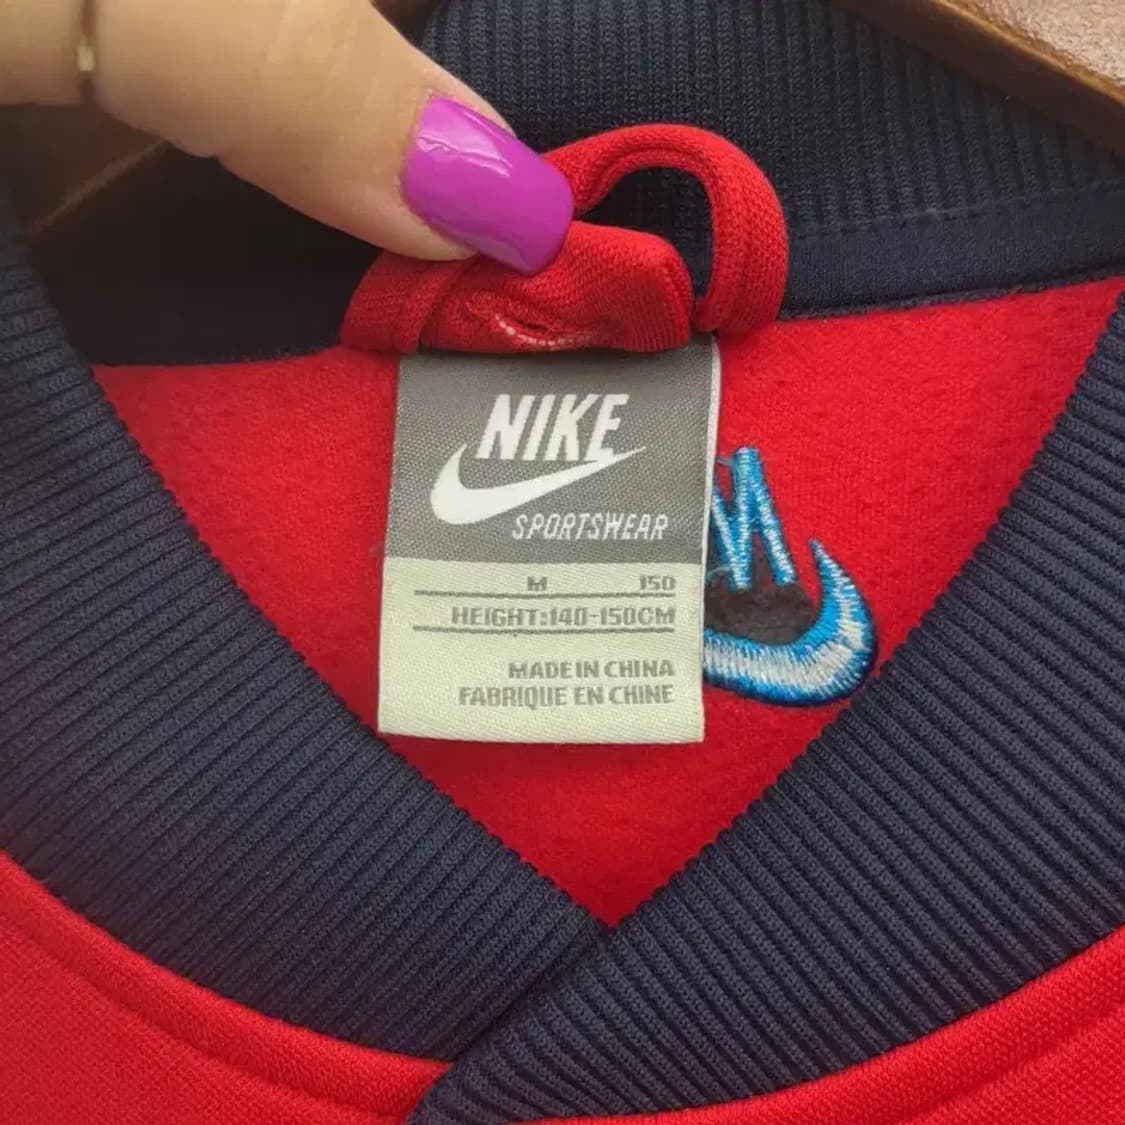 NIKE
SPORTSWEAR
M 150
HEIGHT:140-150CM
MADE IN CHINA
FABRIQUE EN CHINE